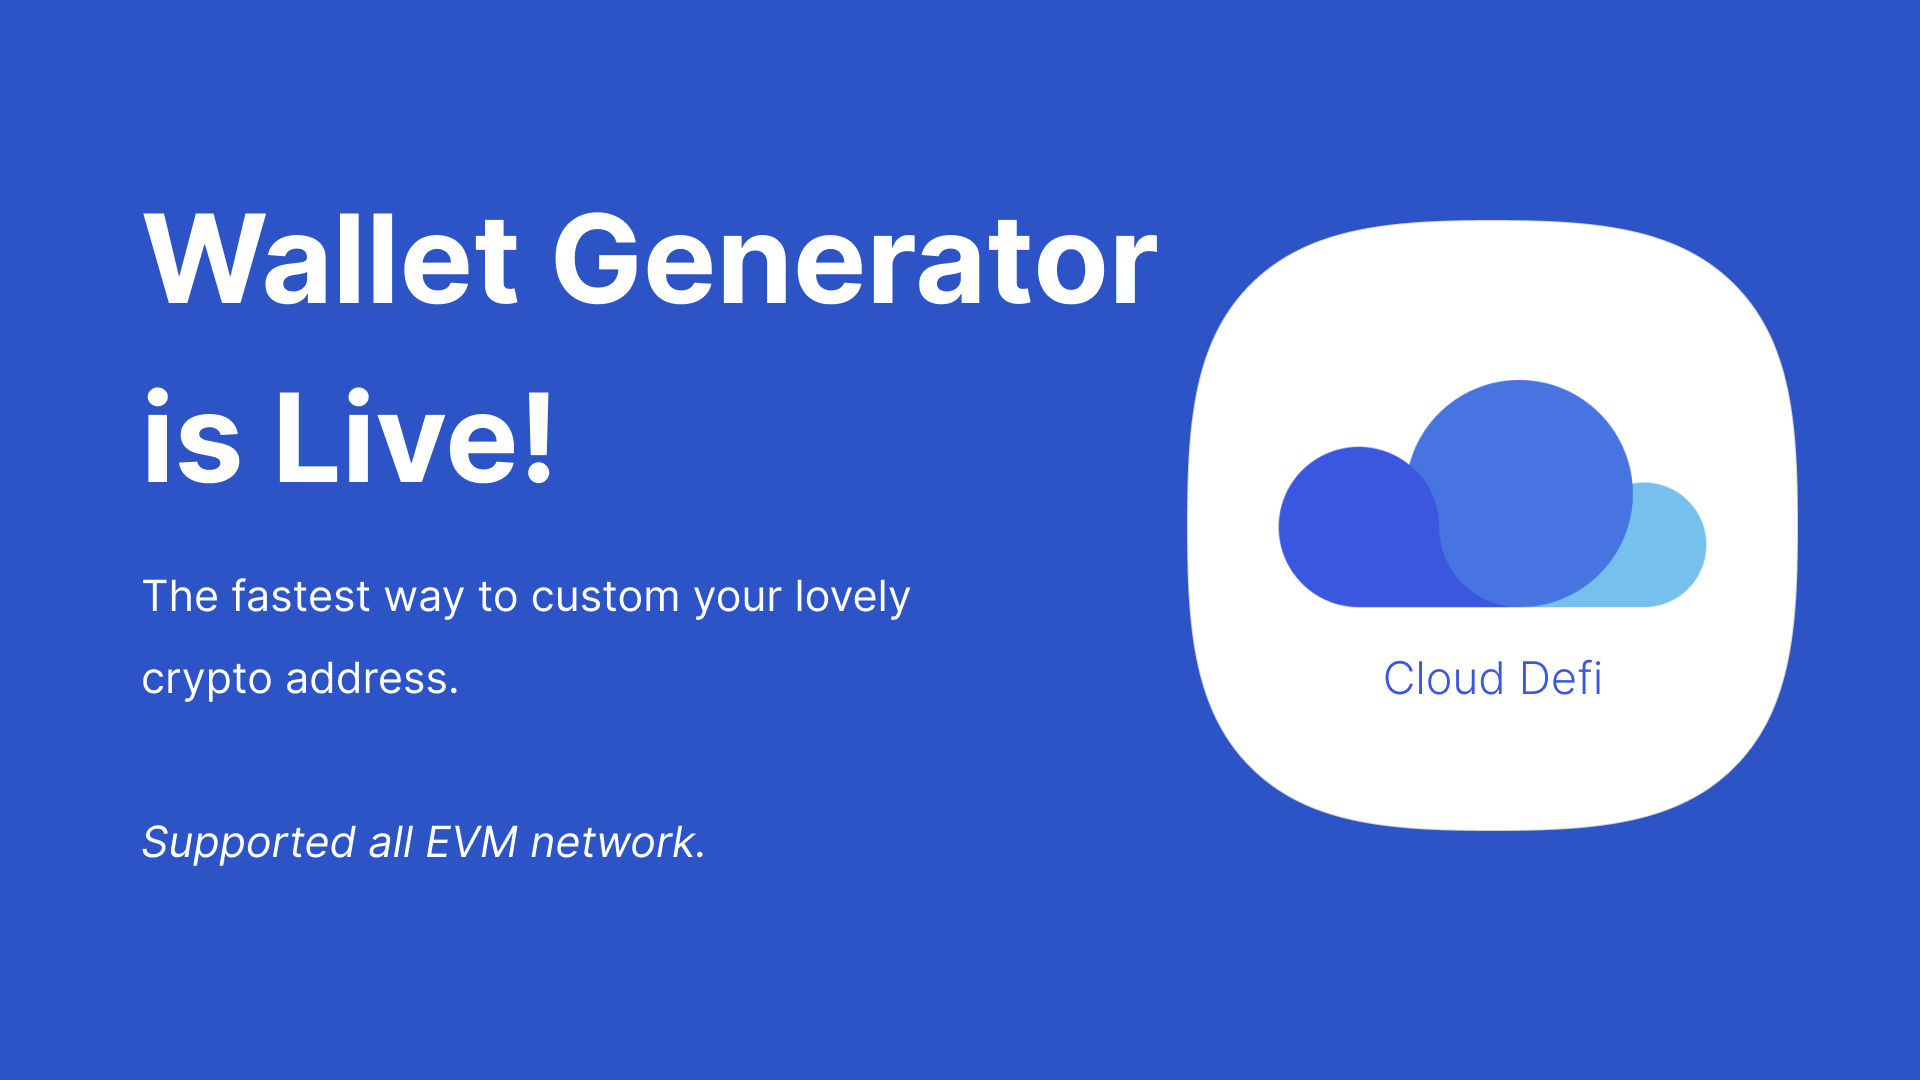 Wallet Generator
is Live!
The fastest way to custom your lovely
crypto address.
Supported all EVM network.
Cloud Defi